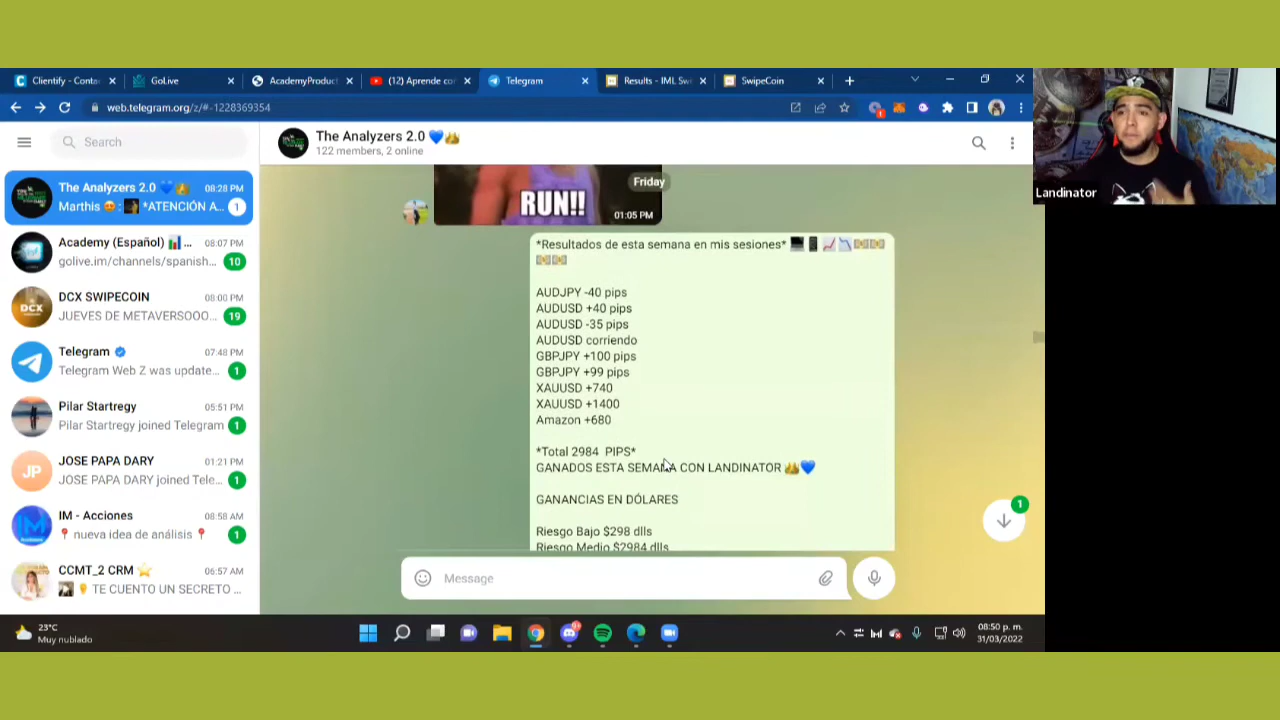 Clientify - Conta
GoLive
AcademyProduc
(12) Aprende co
Telegram
Results - IML Sw
SwipeCoin
web.telegram.org/z/#-1228369354
Search
The Analyzers 2.0 💙👑
122 members, 2 online
The Analyzers 2.0 💙👑 08:28 PM
Marthis 😍 : *ATENCIÓN A... 1
Academy (Español) 📊 ... 08:07 PM
golive.im/channels/spanish... 10
DCX SWIPECOIN 08:00 PM
JUEVES DE METAVERSOOO... 19
Telegram 07:48 PM
Telegram Web Z was update... 1
Pilar Startregy 05:51 PM
Pilar Startregy joined Telegram 1
JP
JOSE PAPA DARY 01:21 PM
JOSE PAPA DARY joined Tele... 1
IM - Acciones 08:58 AM
📍 nueva idea de análisis 📍 1
CCMT_2 CRM ⭐ 06:57 AM
TE CUENTO UN SECRETO ...
Friday
RUN!!
01:05 PM
*Resultados de esta semana en mis sesiones* 💻📱📈📉💵💵
💵💵
AUDJPY -40 pips
AUDUSD +40 pips
AUDUSD -35 pips
AUDUSD corriendo
GBPJPY +100 pips
GBPJPY +99 pips
XAUUSD +740
XAUUSD +1400
Amazon +680
*Total 2984 PIPS*
GANADOS ESTA SEMANA CON LANDINATOR 👑💙
GANANCIAS EN DÓLARES
Riesgo Bajo $298 dlls
Riesgo Medio $2984 dlls
1
Message
Landinator
23°C
Muy nublado
08:50 p. m.
31/03/2022